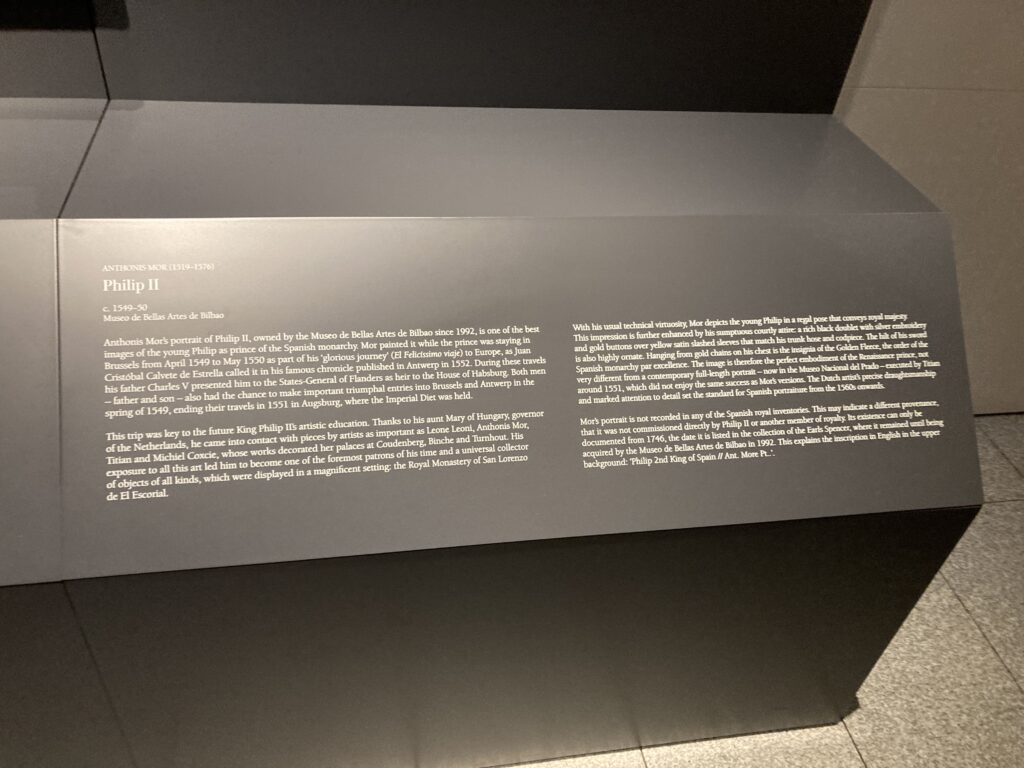 ANTHONIS MOR (1519–1576)
Philip II
c. 1549–50
Museo de Bellas Artes de Bilbao
Anthonis Mor's portrait of Philip II, owned by the Museo de Bellas Artes de Bilbao since 1992, is one of the best
images of the young Philip as prince of the Spanish monarchy. Mor painted it while the prince was staying in
Brussels from April 1549 to May 1550 as part of his 'glorious journey' (El Felicíssimo viaje) to Europe, as Juan
Cristóbal Calvete de Estrella called it in his famous chronicle published in Antwerp in 1552. During these travels
his father Charles V presented him to the States-General of Flanders as heir to the House of Habsburg. Both men
– father and son – also had the chance to make important triumphal entries into Brussels and Antwerp in the
spring of 1549, ending their travels in 1551 in Augsburg, where the Imperial Diet was held.
This trip was key to the future King Philip II's artistic education. Thanks to his aunt Mary of Hungary, governor
of the Netherlands, he came into contact with pieces by artists as important as Leone Leoni, Anthonis Mor,
Titian and Michiel Coxcie, whose works decorated her palaces at Coudenberg, Binche and Turnhout. His
exposure to all this art led him to become one of the foremost patrons of his time and a universal collector
of objects of all kinds, which were displayed in a magnificent setting: the Royal Monastery of San Lorenzo
de El Escorial.
With his usual technical virtuosity, Mor depicts the young Philip in a regal pose that conveys royal majesty.
This impression is further enhanced by his sumptuous courtly attire: a rich black doublet with silver embroidery
and gold buttons over yellow satin slashed sleeves that match his trunk hose and codpiece. The hilt of his sword
is also highly ornate. Hanging from gold chains on his chest is the insignia of the Golden Fleece, the order of the
Spanish monarchy par excellence. The image is therefore the perfect embodiment of the Renaissance prince, not
very different from a contemporary full-length portrait – now in the Museo Nacional del Prado – executed by Titian
around 1551, which did not enjoy the same success as Mor's versions. The Dutch artist's precise draughtsmanship
and marked attention to detail set the standard for Spanish portraiture from the 1560s onwards.
Mor's portrait is not recorded in any of the Spanish royal inventories. This may indicate a different provenance,
that it was not commissioned directly by Philip II or another member of royalty. Its existence can only be
documented from 1746, the date it is listed in the collection of the Earls Spencer, where it remained until being
acquired by the Museo de Bellas Artes de Bilbao in 1992. This explains the inscription in English in the upper
background: 'Philip 2nd King of Spain // Ant. More Pt..'.